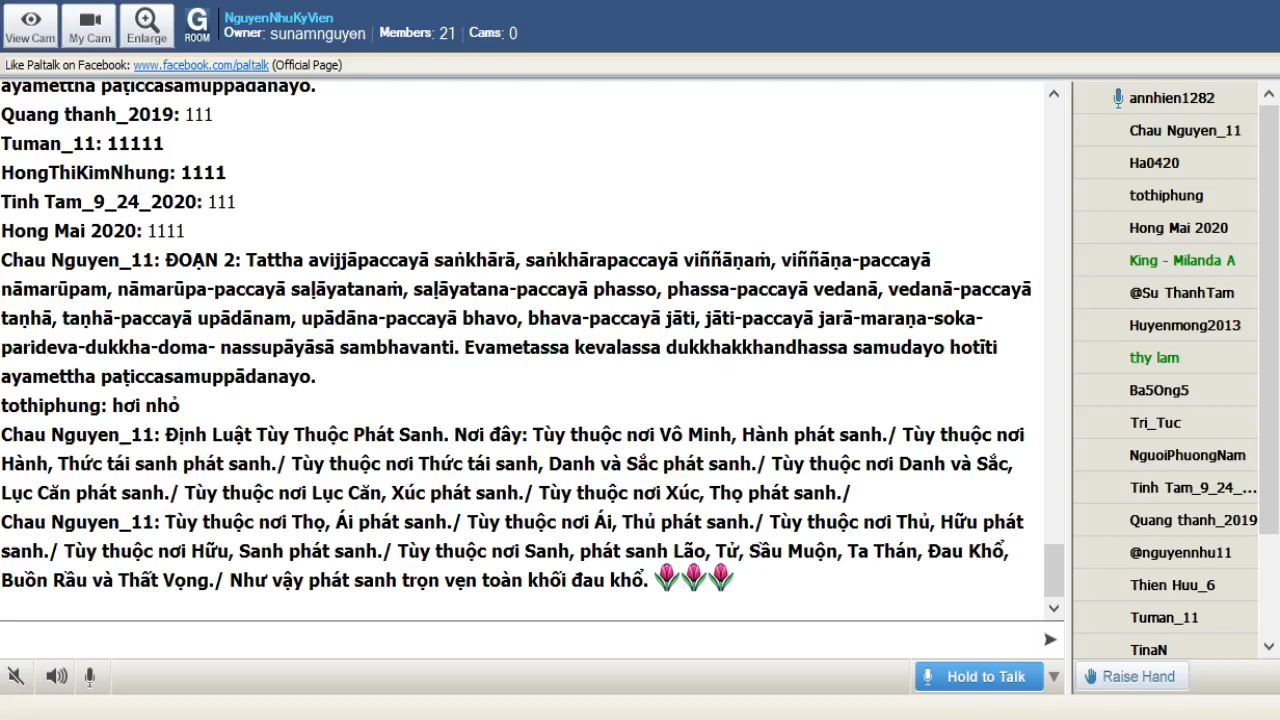 View Cam
My Cam
Enlarge
G
ROOM
NguyenNhuKyVien
Owner: sunamnguyen | Members: 21 | Cams: 0
Like Paltalk on Facebook: www.facebook.com/paltalk (Official Page)
ayamettha paṭiccasamuppādanayo.
Quang thanh_2019: 111
Tuman_11: 11111
HongThiKimNhung: 1111
Tinh Tam_9_24_2020: 111
Hong Mai 2020: 1111
Chau Nguyen_11: ĐOẠN 2: Tattha avijjāpaccayā saṅkhārā, saṅkhārapaccayā viññāṇaṁ, viññāṇa-paccayā
nāmarūpam, nāmarūpa-paccayā saḷāyatanaṁ, saḷāyatana-paccayā phasso, phassa-paccayā vedanā, vedanā-paccayā
taṇhā, taṇhā-paccayā upādānam, upādāna-paccayā bhavo, bhava-paccayā jāti, jāti-paccayā jarā-maraṇa-soka-
parideva-dukkha-doma- nassupāyāsā sambhavanti. Evametassa kevalassa dukkhakkhandhassa samudayo hotīti
ayamettha paṭiccasamuppādanayo.
tothiphung: hơi nhỏ
Chau Nguyen_11: Định Luật Tùy Thuộc Phát Sanh. Nơi đây: Tùy thuộc nơi Vô Minh, Hành phát sanh./ Tùy thuộc nơi
Hành, Thức tái sanh phát sanh./ Tùy thuộc nơi Thức tái sanh, Danh và Sắc phát sanh./ Tùy thuộc nơi Danh và Sắc,
Lục Căn phát sanh./ Tùy thuộc nơi Lục Căn, Xúc phát sanh./ Tùy thuộc nơi Xúc, Thọ phát sanh./
Chau Nguyen_11: Tùy thuộc nơi Thọ, Ái phát sanh./ Tùy thuộc nơi Ái, Thủ phát sanh./ Tùy thuộc nơi Thủ, Hữu phát
sanh./ Tùy thuộc nơi Hữu, Sanh phát sanh./ Tùy thuộc nơi Sanh, phát sanh Lão, Tử, Sầu Muộn, Ta Thán, Đau Khổ,
Buồn Rầu và Thất Vọng./ Như vậy phát sanh trọn vẹn toàn khối đau khổ.
Hold to Talk
annhien1282
Chau Nguyen_11
Ha0420
tothiphung
Hong Mai 2020
King - Milanda A
@Su ThanhTam
Huyenmong2013
thy lam
Ba5Ong5
Tri_Tuc
NguoiPhuongNam
Tinh Tam_9_24_...
Quang thanh_2019
@nguyennhu11
Thien Huu_6
Tuman_11
TinaN
Raise Hand